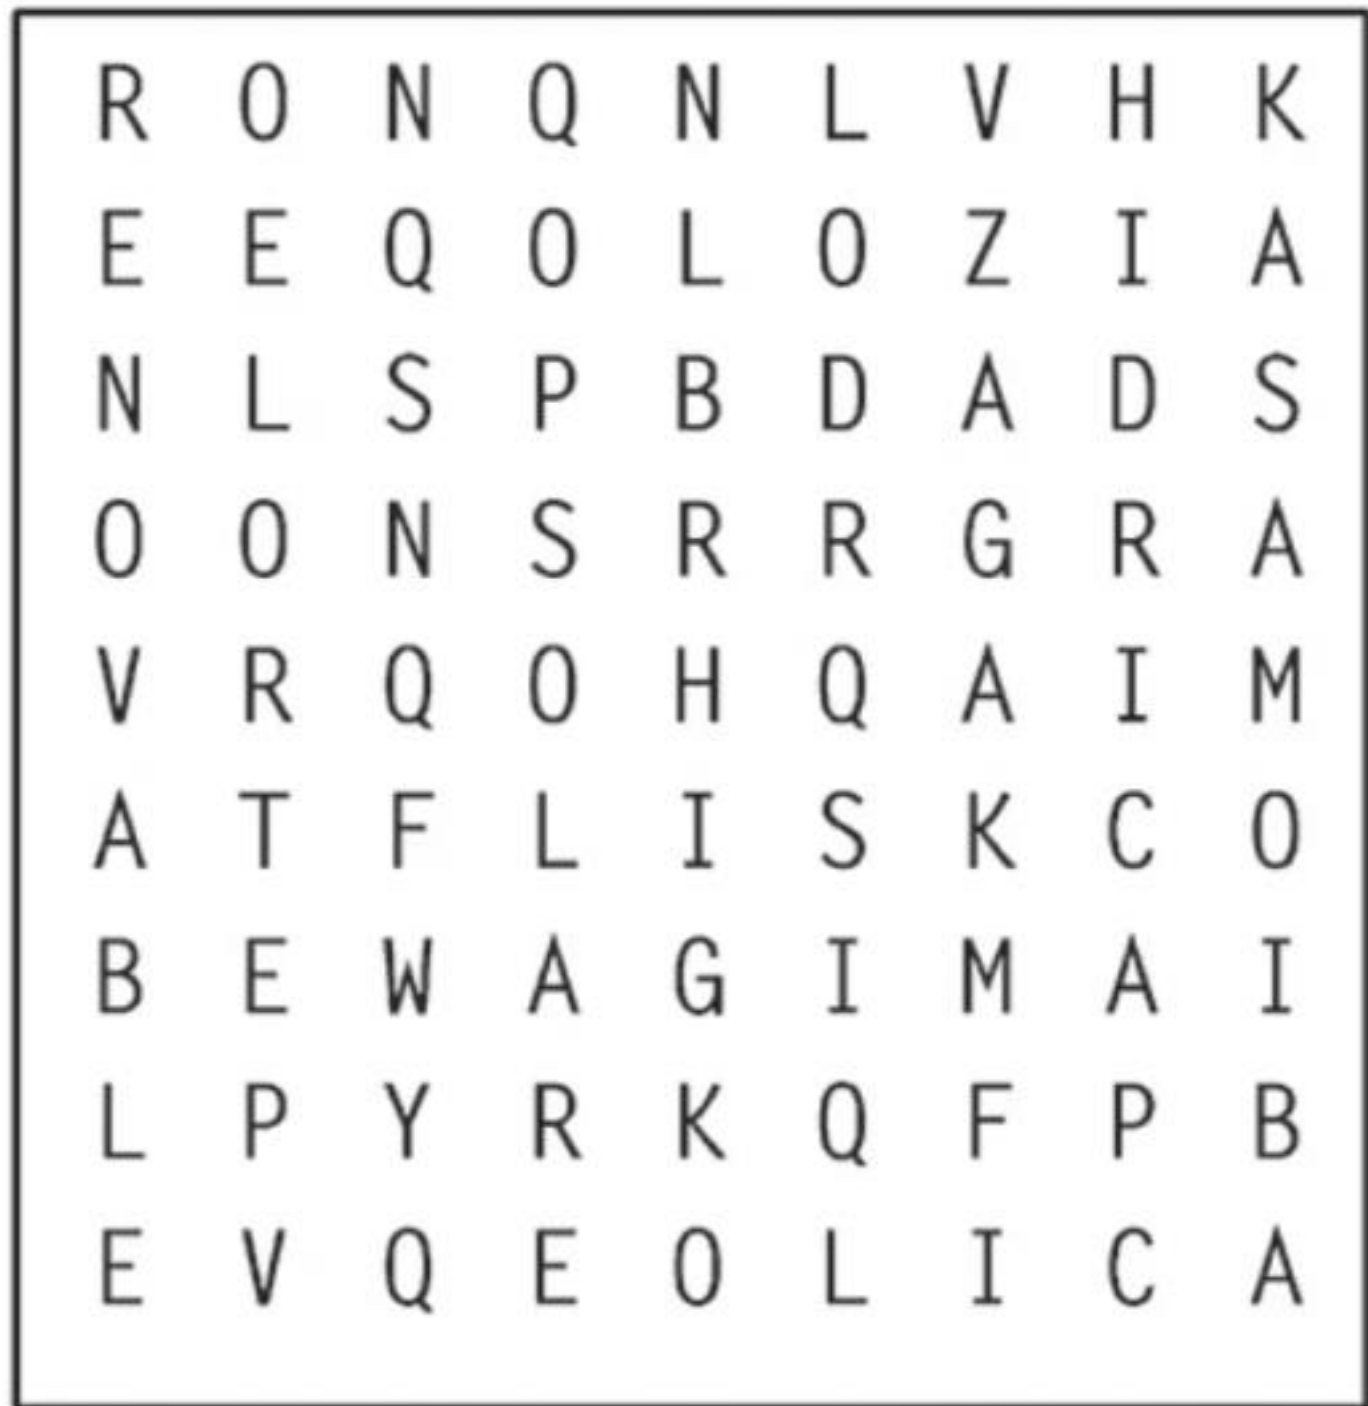 R O N Q N L V H K
E E Q O L O Z I A
N L S P B D A D S
O O N S R R G R A
V R Q O H Q A I M
A T F L I S K C O
B E W A G I M A I
L P Y R K Q F P B
E V Q E O L I C A